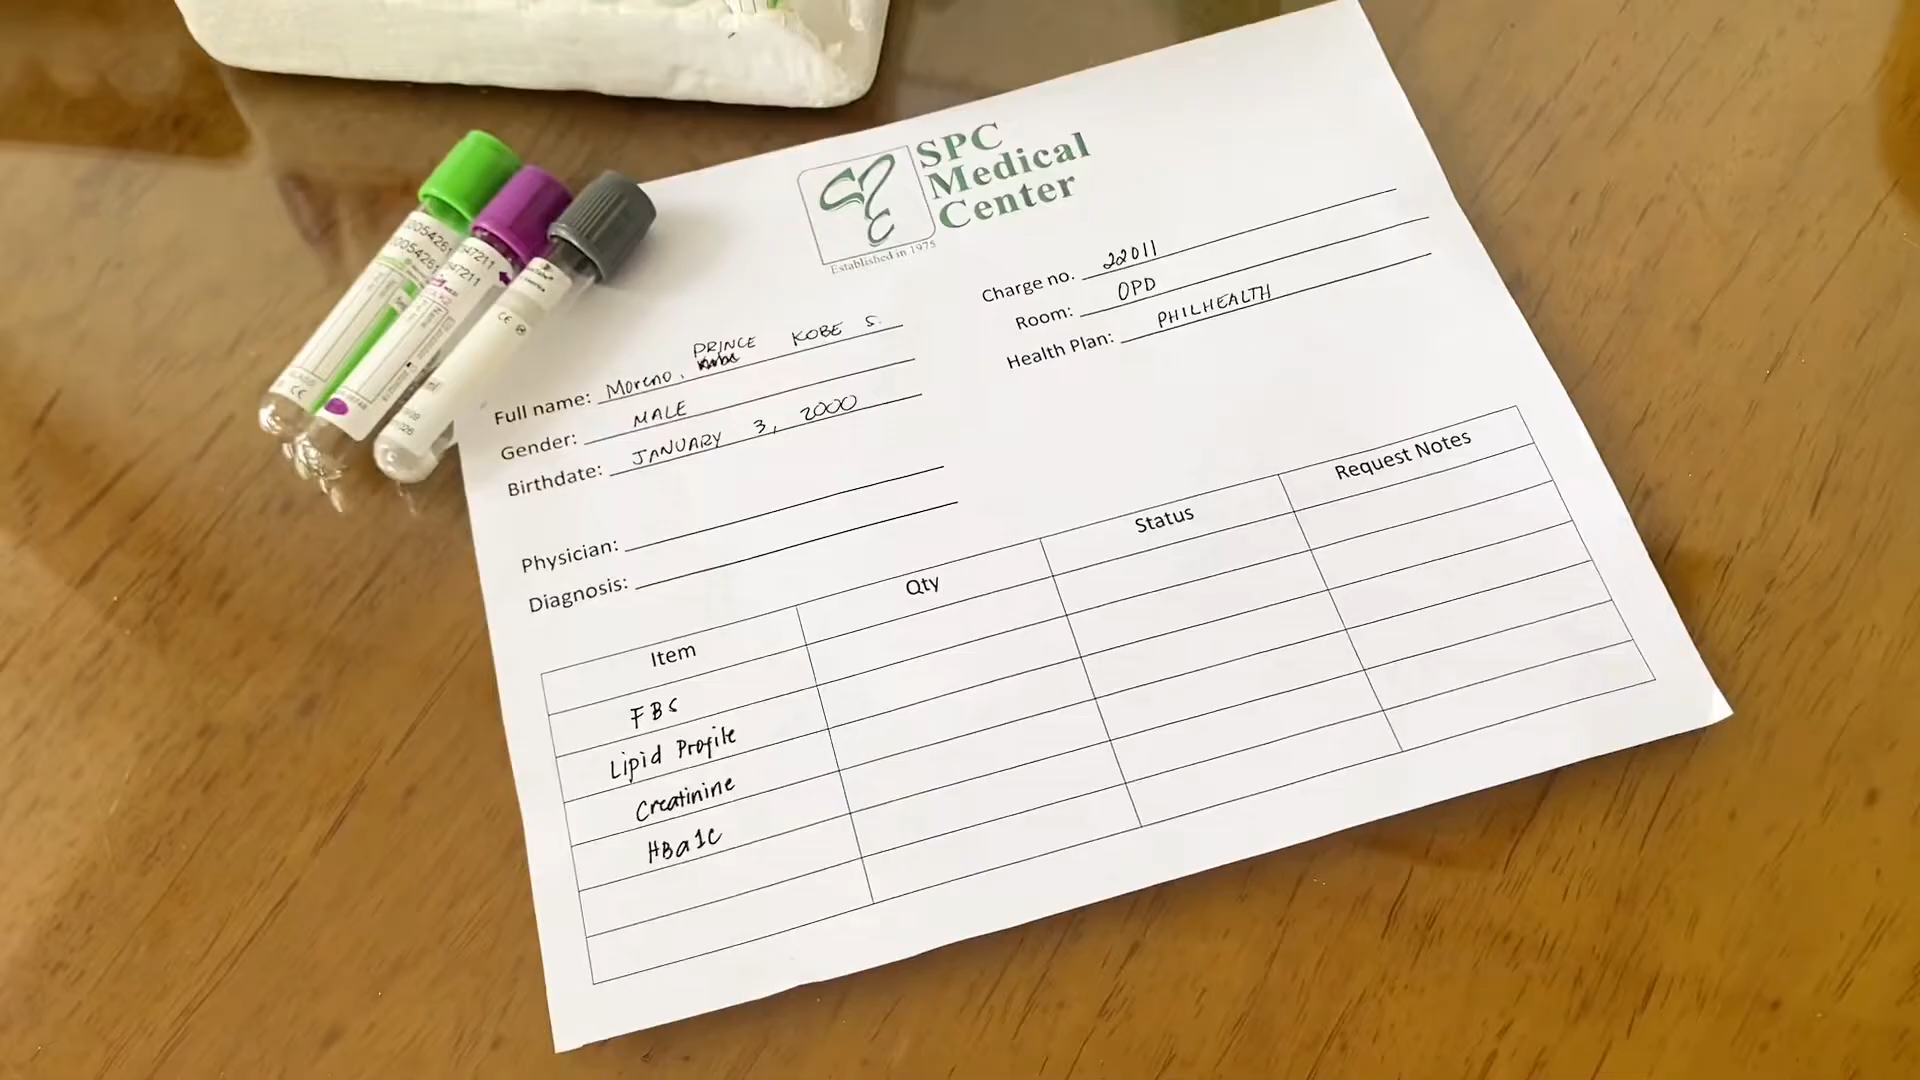 SPC
Medical
Center
Established in 1975
Charge no. 22011
Room: OPD
Health Plan: PHILHEALTH
Full name: Moreno, PRINCE KOBE S.
Gender: MALE
Birthdate: JANUARY 3, 2000
Physician:
Diagnosis:
Item Qty Status Request Notes
FBS
Lipid Profile
Creatinine
HBa1C